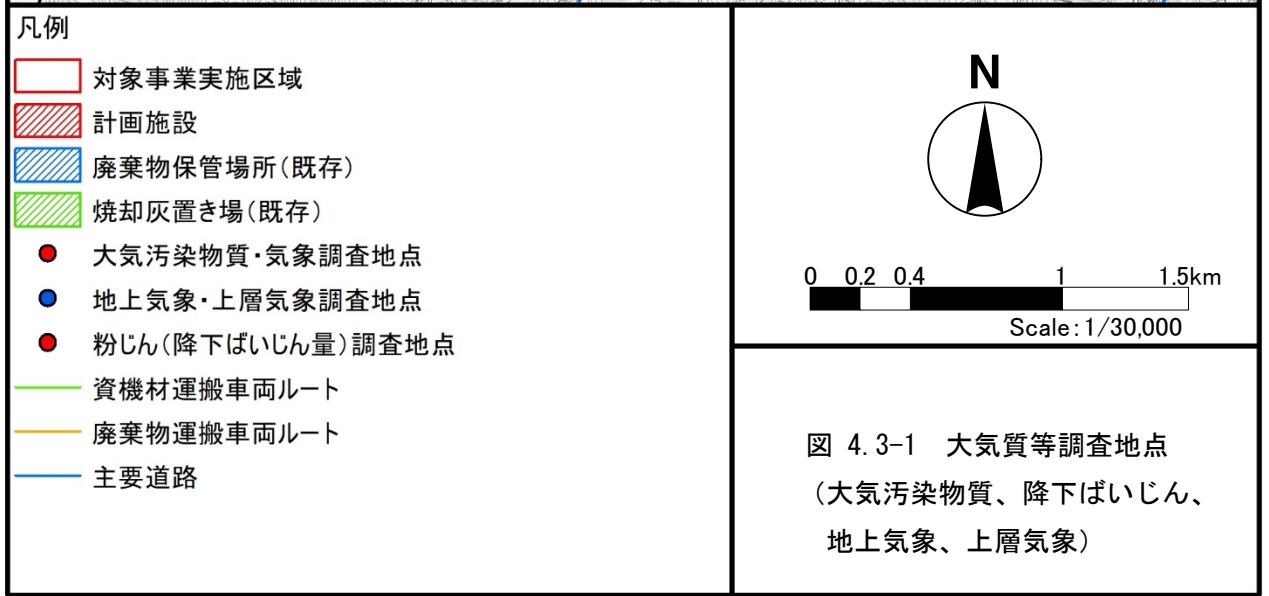 凡例
対象事業実施区域
計画施設
廃棄物保管場所(既存)
焼却灰置き場(既存)
大気汚染物質・気象調査地点
地上気象・上層気象調査地点
粉じん(降下ばいじん量)調査地点
資機材運搬車両ルート
廃棄物運搬車両ルート
主要道路
N
0 0.2 0.4 1 1.5km
Scale:1/30,000
図 4.3-1 大気質等調査地点
(大気汚染物質、降下ばいじん、
地上気象、上層気象)